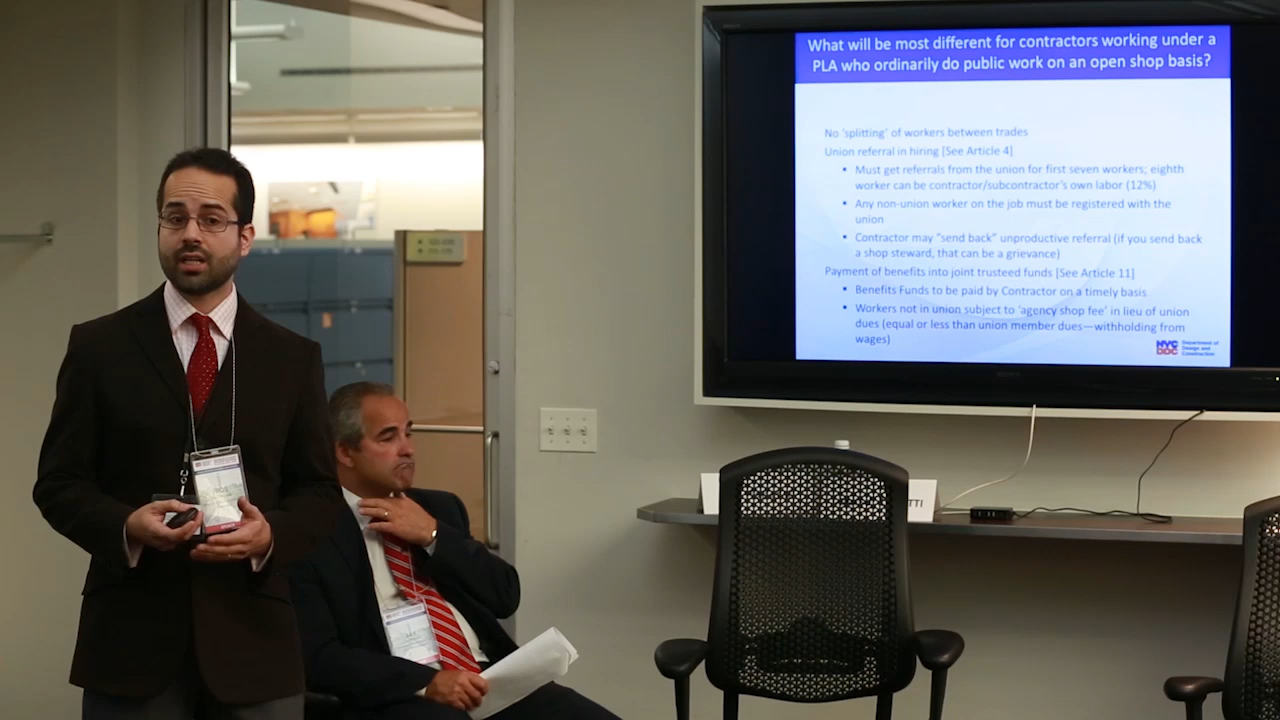 What will be most different for contractors working under a
PLA who ordinarily do public work on an open shop basis?
No 'splitting' of workers between trades
Union referral in hiring [See Article 4]
Must get referrals from the union for first seven workers; eighth
worker can be contractor/subcontractor's own labor (12%)
Any non-union worker on the job must be registered with the
union
Contractor may "send back" unproductive referral (if you send back
a shop steward, that can be a grievance)
Payment of benefits into joint trusteed funds [See Article 11]
Benefits Funds to be paid by Contractor on a timely basis
Workers not in union subject to 'agency shop fee' in lieu of union
dues (equal or less than union member dues—withholding from
wages)
NYC
DDC
Department of
Design and
Construction
TTI